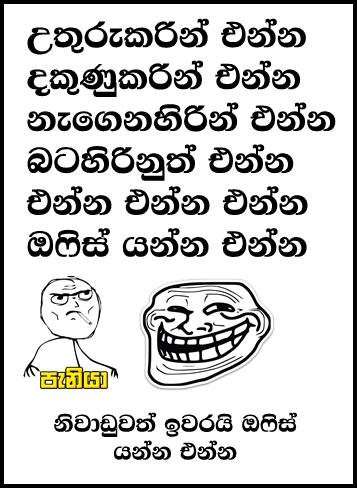 උතුරුකරින් එන්න
දකුණුකරින් එන්න
නැගෙනහිරින් එන්න
බටහිරිනුත් එන්න
එන්න එන්න එන්න
ඔෆිස් යන්න එන්න
පැනියා
නිවාඩුවත් ඉවරයි ඔෆිස්
යන්න එන්න